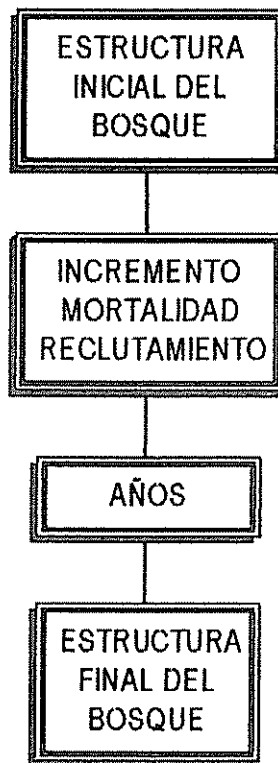 ESTRUCTURA
INICIAL DEL
BOSQUE
INCREMENTO
MORTALIDAD
RECLUTAMIENTO
AÑOS
ESTRUCTURA
FINAL DEL
BOSQUE